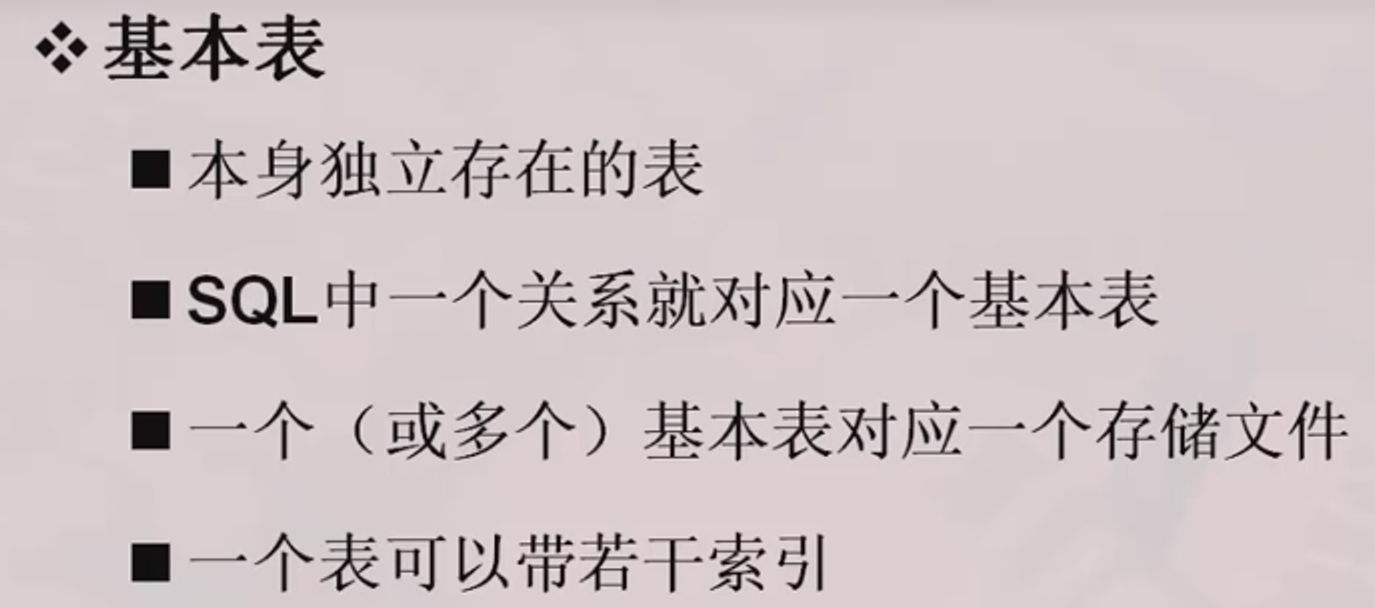 ❖基本表
■本身独立存在的表
■SQL中一个关系就对应一个基本表
■一个（或多个）基本表对应一个存储文件
■一个表可以带若干索引